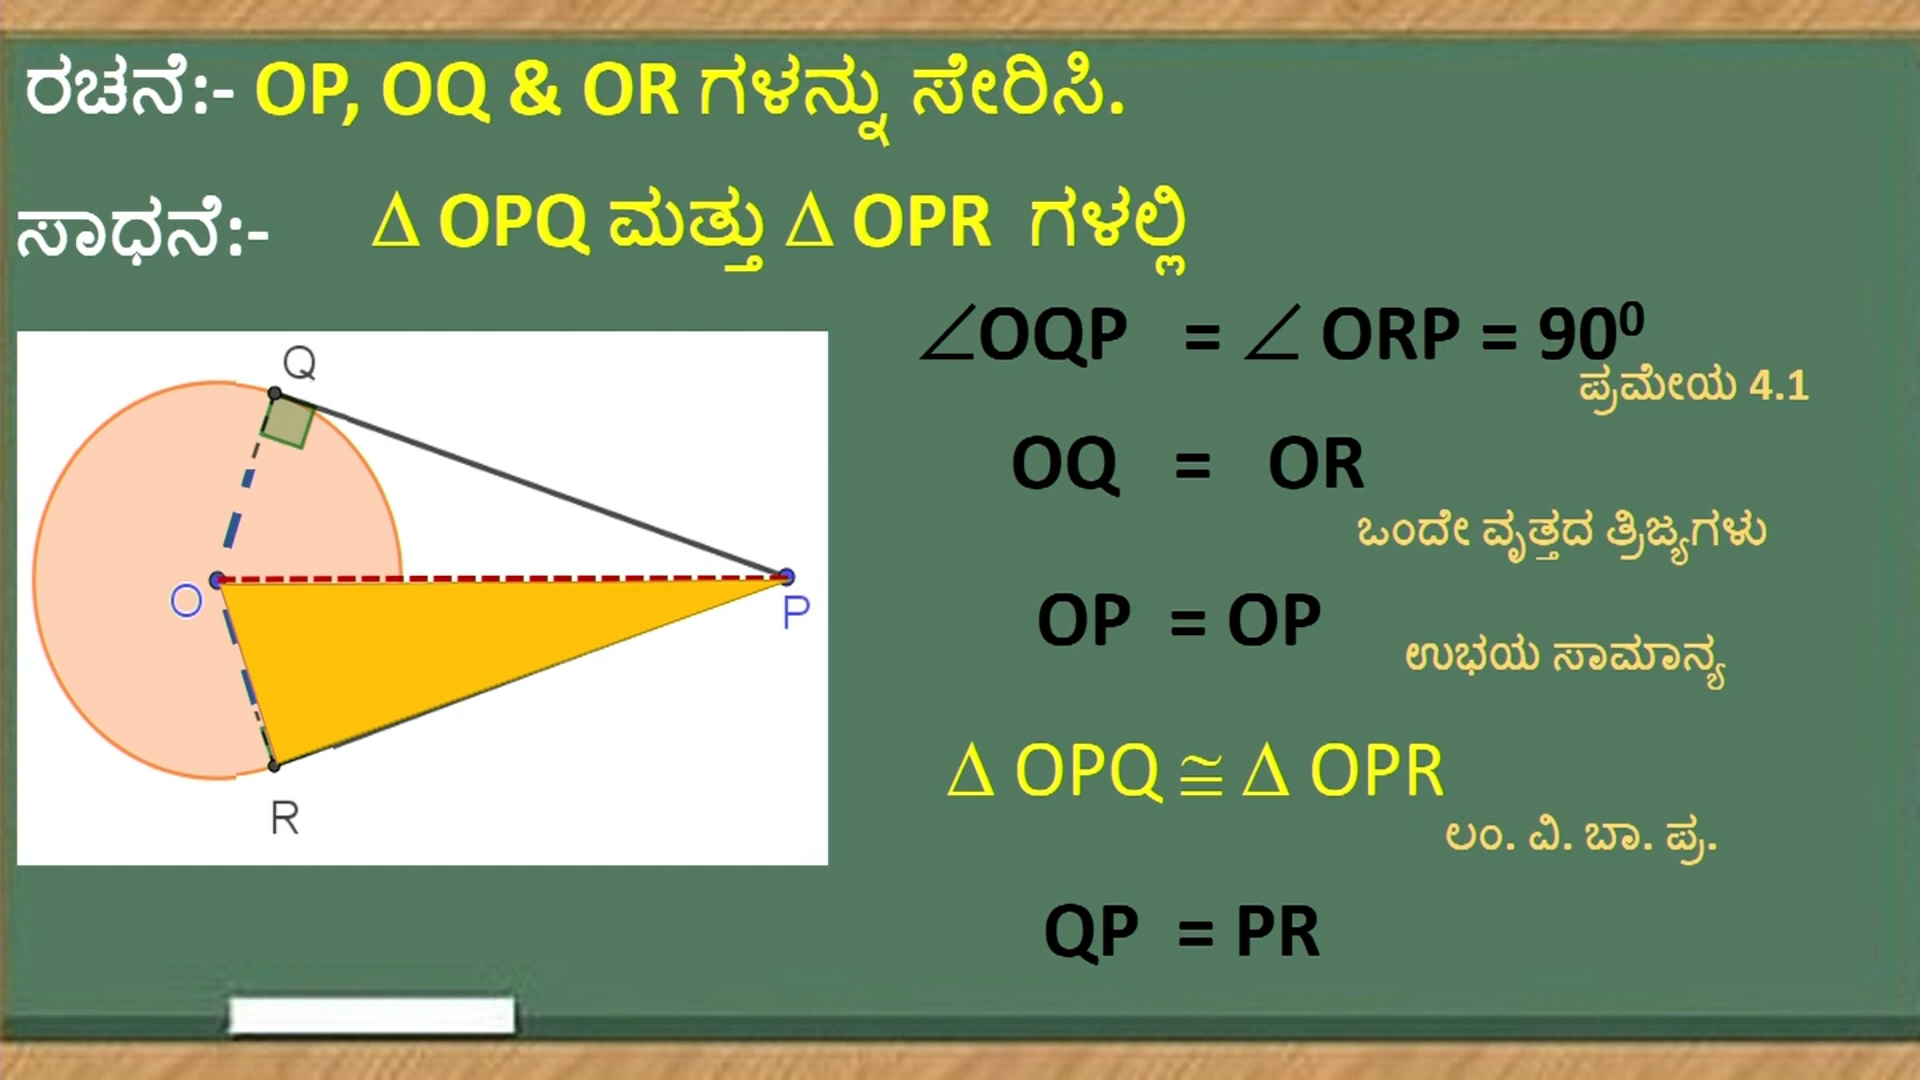 ರಚನೆ:- OP, OQ & OR ಗಳನ್ನು ಸೇರಿಸಿ.
ಸಾಧನೆ:- Δ OPQ ಮತ್ತು Δ OPR ಗಳಲ್ಲಿ
∠OQP = ∠ ORP = 90⁰
ಪ್ರಮೇಯ 4.1
OQ = OR
ಒಂದೇ ವೃತ್ತದ ತ್ರಿಜ್ಯಗಳು
OP = OP
ಉಭಯ ಸಾಮಾನ್ಯ
Δ OPQ ≅ Δ OPR
ಲಂ. ವಿ. ಬಾ. ಪ್ರ.
QP = PR
Q
O
P
R